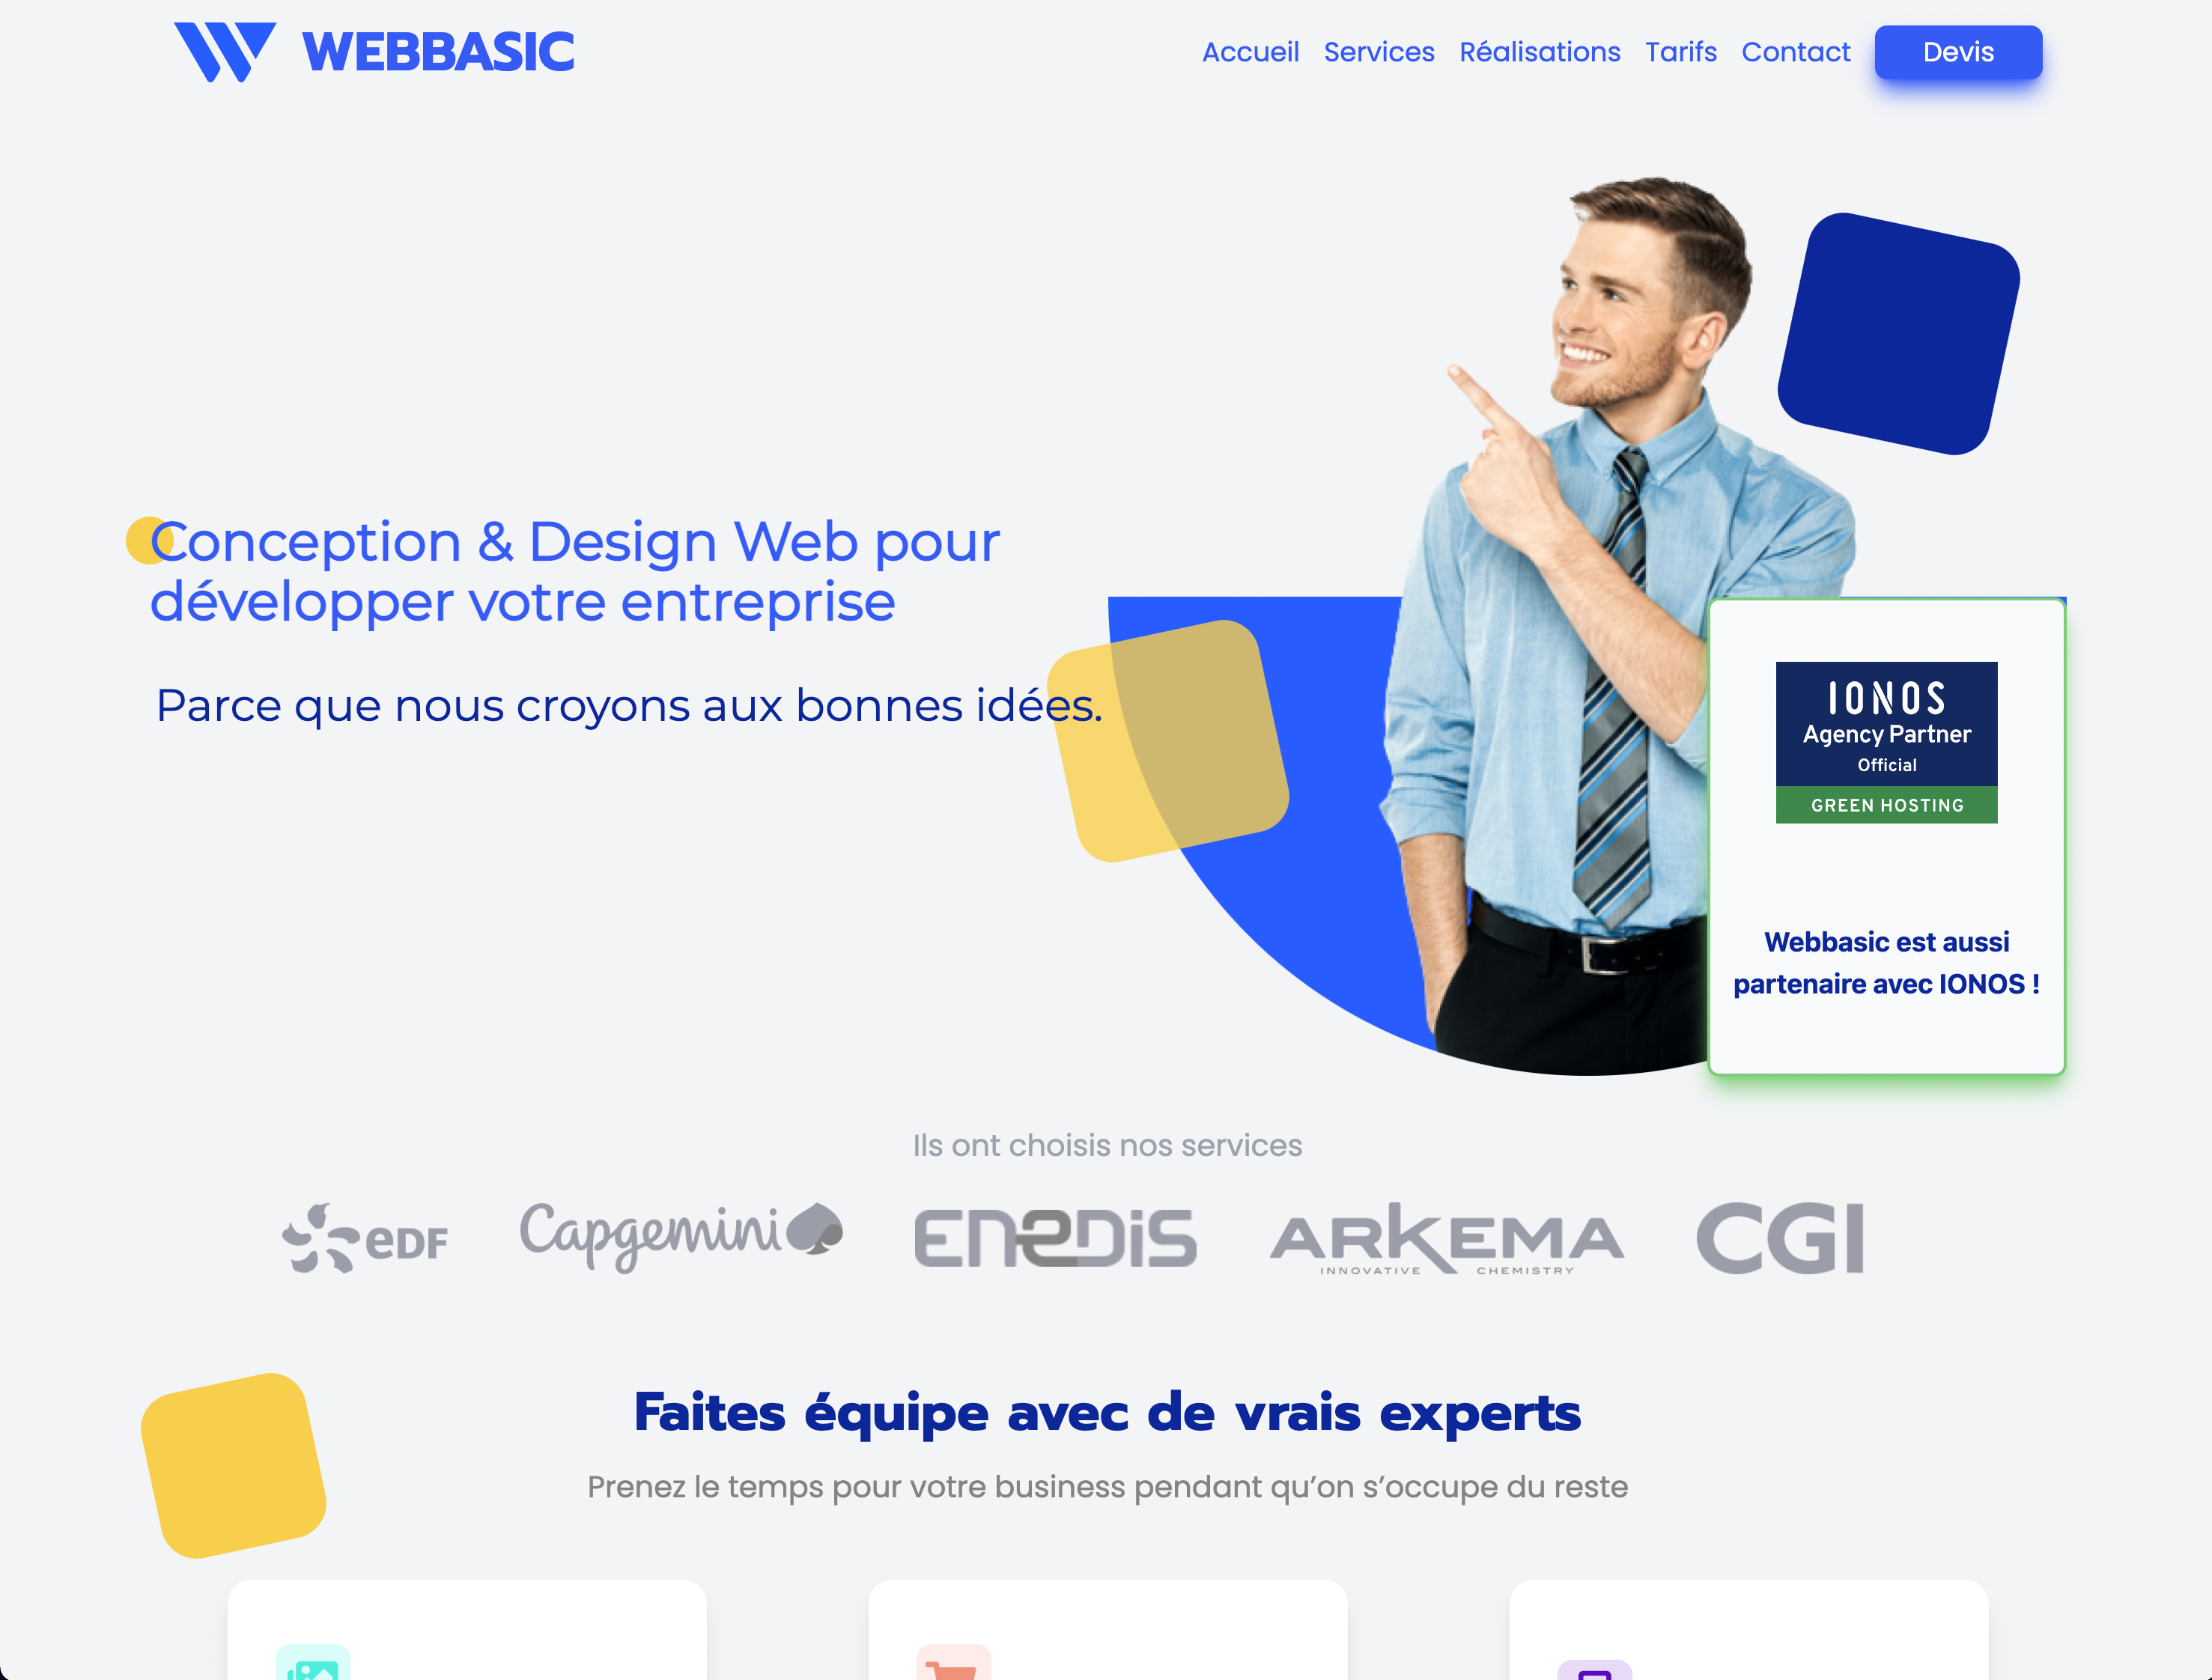 WEBBASIC
Accueil Services Réalisations Tarifs Contact Devis
Conception & Design Web pour
développer votre entreprise
Parce que nous croyons aux bonnes idées.
IONOS
Agency Partner
Official
GREEN HOSTING
Webbasic est aussi
partenaire avec IONOS !
Ils ont choisis nos services
eDF
Capgemini
ENEDIS
ARKEMA
INNOVATIVE CHEMISTRY
CGI
Faites équipe avec de vrais experts
Prenez le temps pour votre business pendant qu’on s’occupe du reste